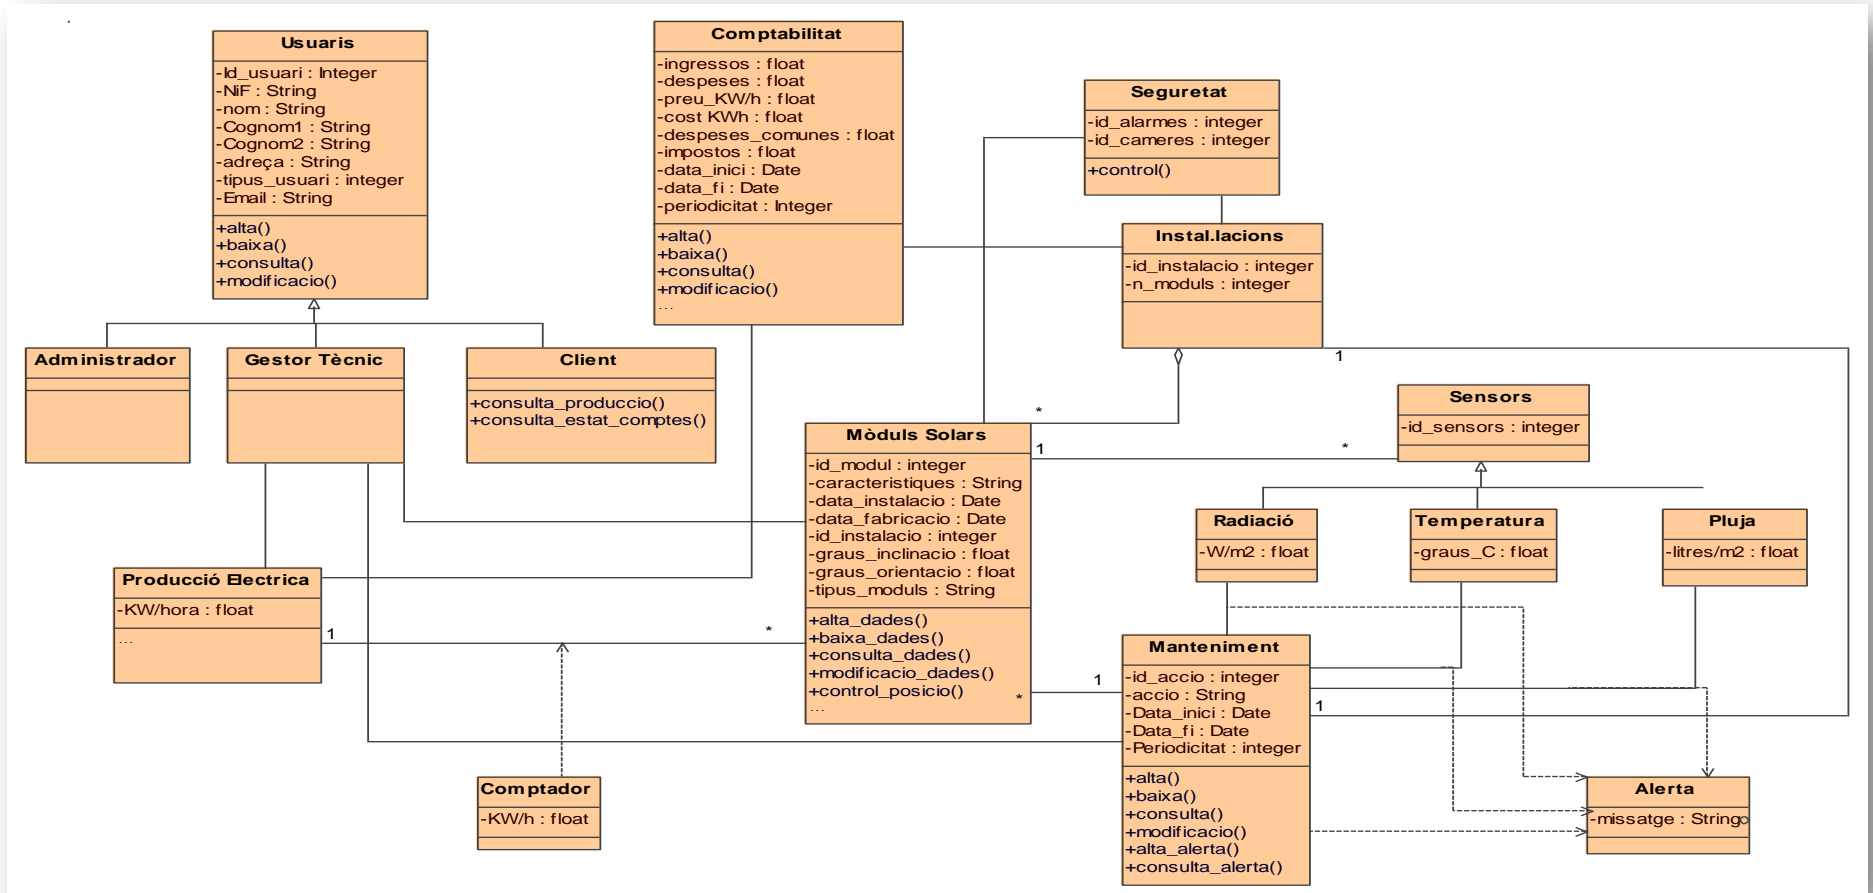 Usuaris
-Id_usuari : Integer
-NiF : String
-nom : String
-Cognom1 : String
-Cognom2 : String
-adreça : String
-tipus_usuari : integer
-Email : String
+alta()
+baixa()
+consulta()
+modificacio()
Comptabilitat
-ingressos : float
-despeses : float
-preu_KW/h : float
-cost KWh : float
-despeses_comunes : float
-impostos : float
-data_inici : Date
-data_fi : Date
-periodicitat : Integer
+alta()
+baixa()
+consulta()
+modificacio()
...
Seguretat
-id_alarmes : integer
-id_cameres : integer
+control()
Instal.lacions
-id_instalacio : integer
-n_moduls : integer
1
Administrador
Gestor Tècnic
Client
+consulta_produccio()
+consulta_estat_comptes()
Sensors
-id_sensors : integer
*
1
*
Mòduls Solars
-id_modul : integer
-caracteristiques : String
-data_instalacio : Date
-data_fabricacio : Date
-id_instalacio : integer
-graus_inclinacio : float
-graus_orientacio : float
-tipus_moduls : String
+alta_dades()
+baixa_dades()
+consulta_dades()
+modificacio_dades()
+control_posicio()
...
*
Radiació
-W/m2 : float
Temperatura
-graus_C : float
Pluja
-litres/m2 : float
Producció Electrica
-KW/hora : float
...
1
*
1
Manteniment
-id_accio : integer
-accio : String
-Data_inici : Date
-Data_fi : Date
-Periodicitat : integer
+alta()
+baixa()
+consulta()
+modificacio()
+alta_alerta()
+consulta_alerta()
1
Comptador
-KW/h : float
Alerta
-missatge : String